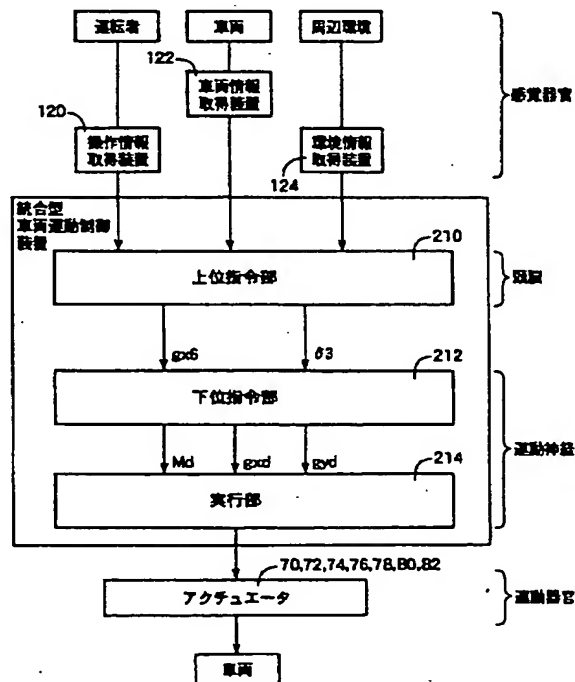 運転者
車両
周辺環境
122
車両情報
取得装置
感覚器官
120
操作情報
取得装置
環境情報
取得装置
124
統合型
車両運動制御
装置
210
上位指令部
頭脳
gx6
δ3
212
下位指令部
Md
gxd
gyd
運動神経
214
実行部
70,72,74,76,78,80,82
アクチュエータ
運動器官
車両